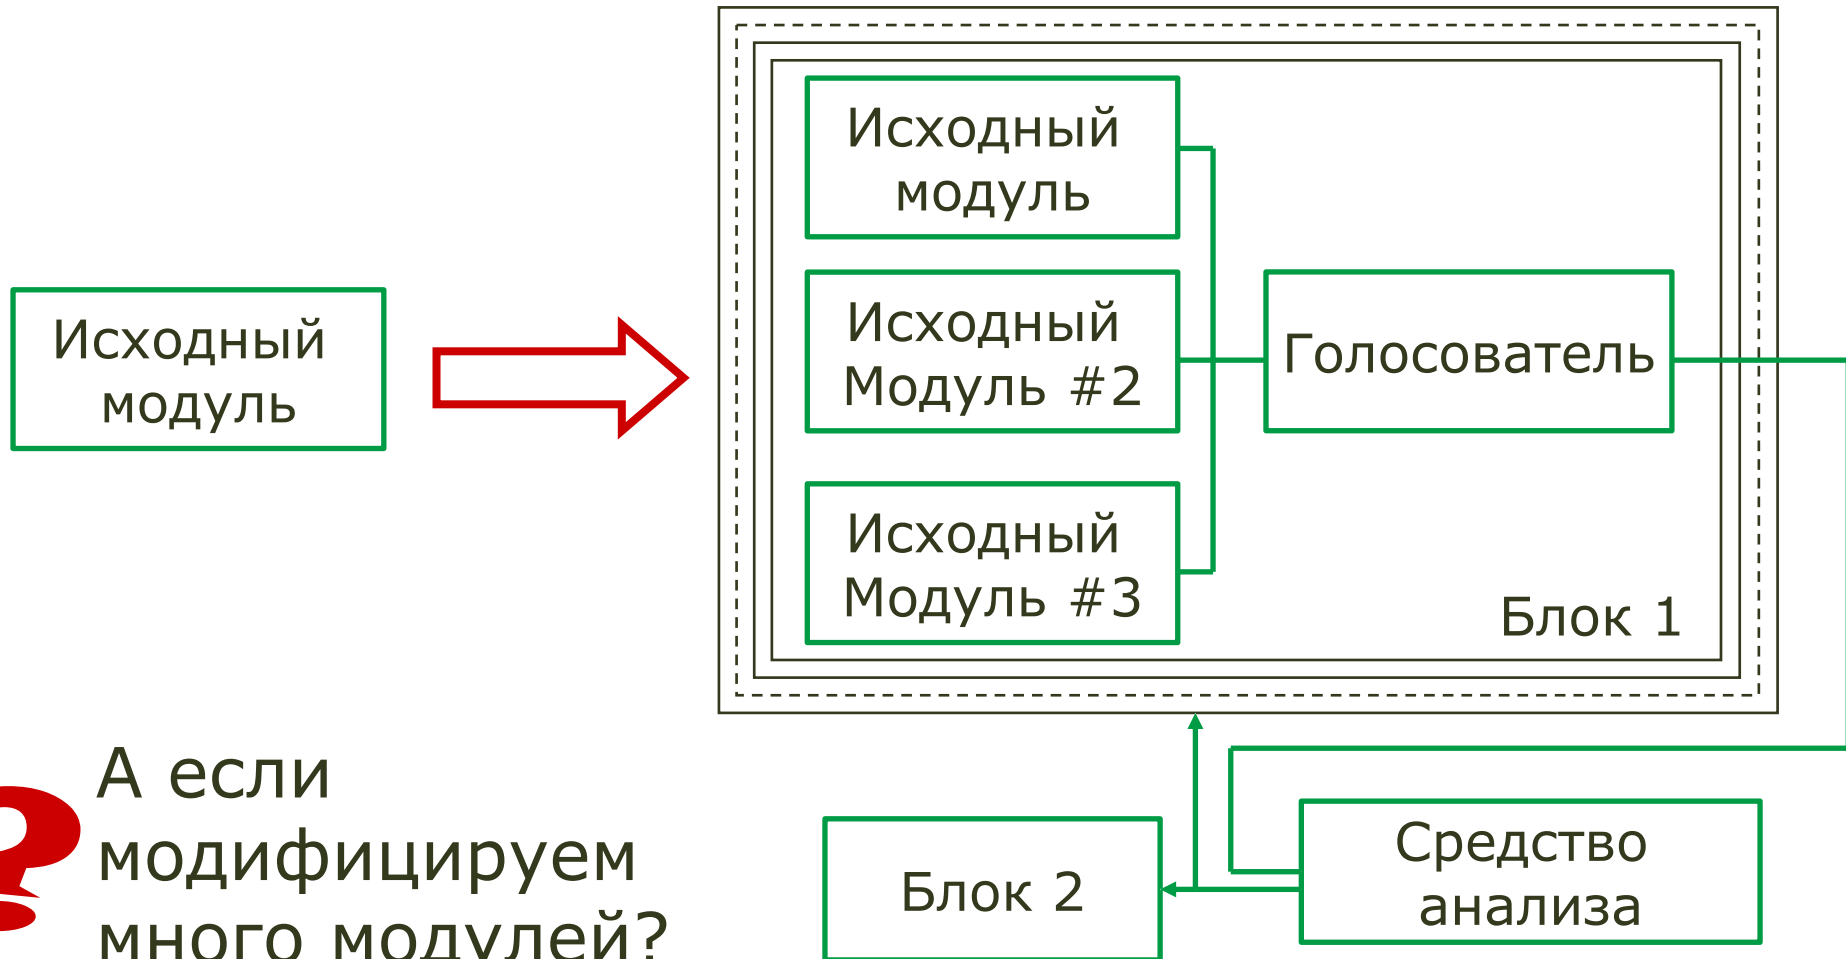 Исходный
модуль
Исходный
модуль
Исходный
Модуль #2
Исходный
Модуль #3
Голосователь
Блок 1
?
А если
модифицируем
много модулей?
Блок 2
Средство
анализа